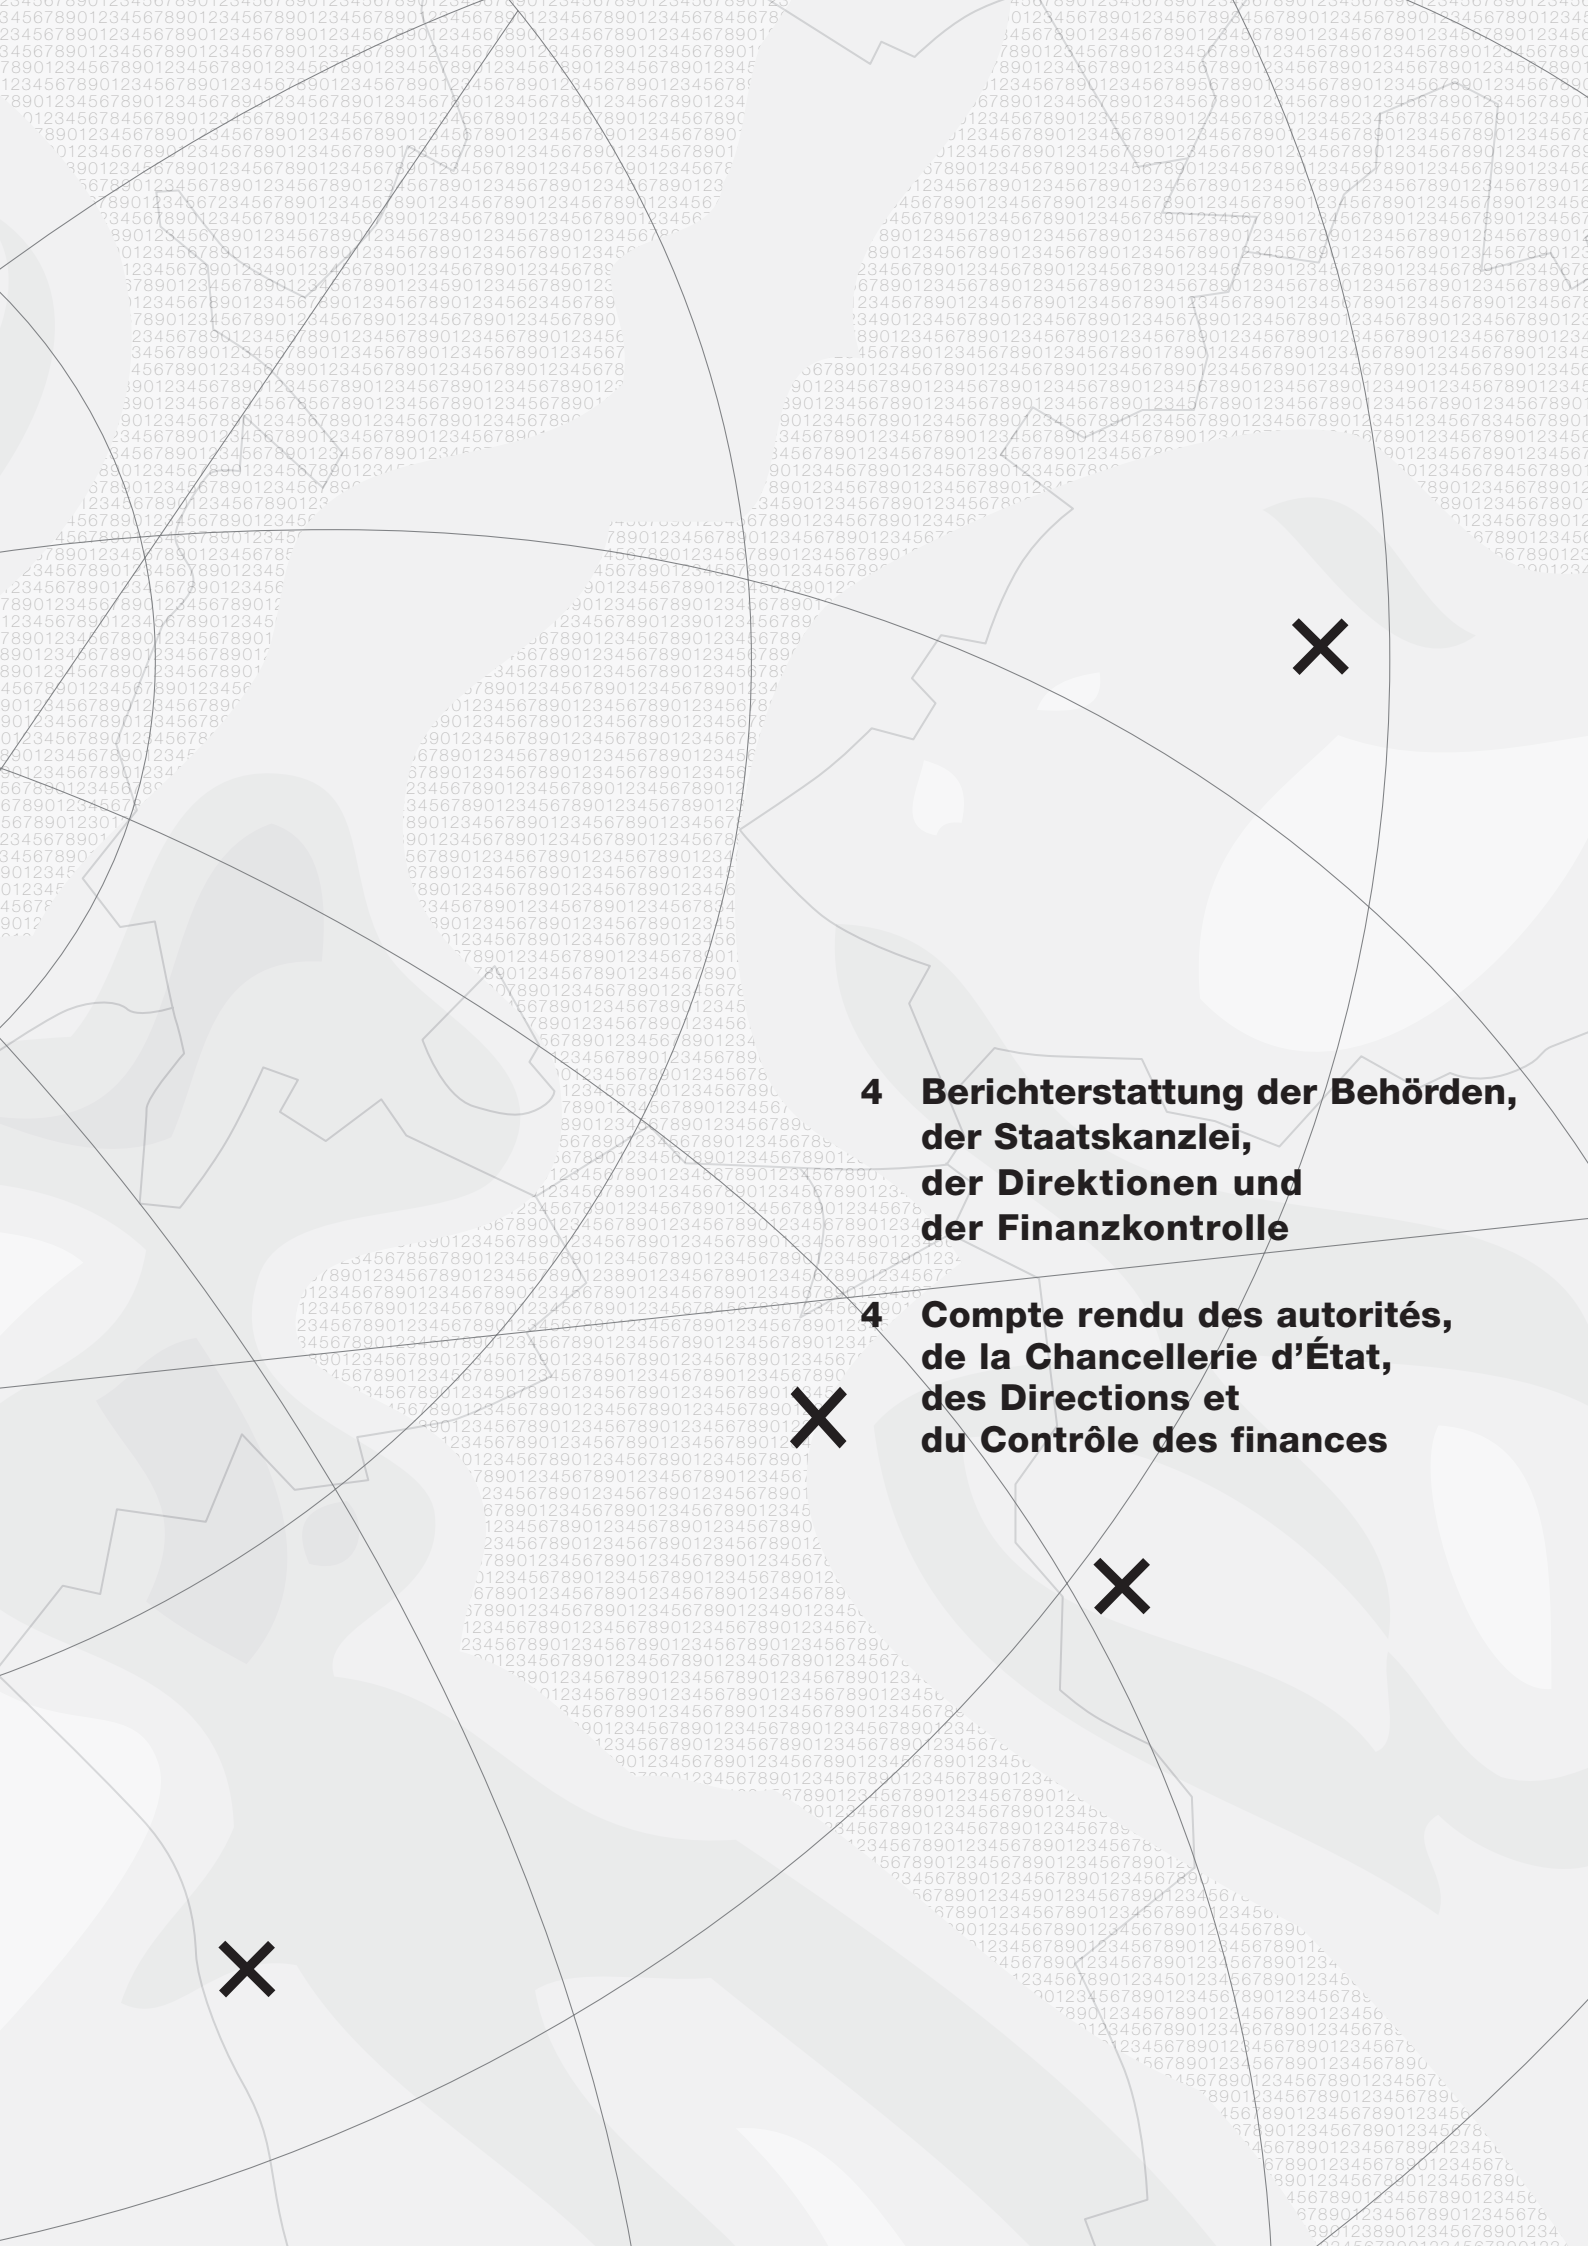 4 Berichterstattung der Behörden,
der Staatskanzlei,
der Direktionen und
der Finanzkontrolle
4 Compte rendu des autorités,
de la Chancellerie d’État,
des Directions et
du Contrôle des finances